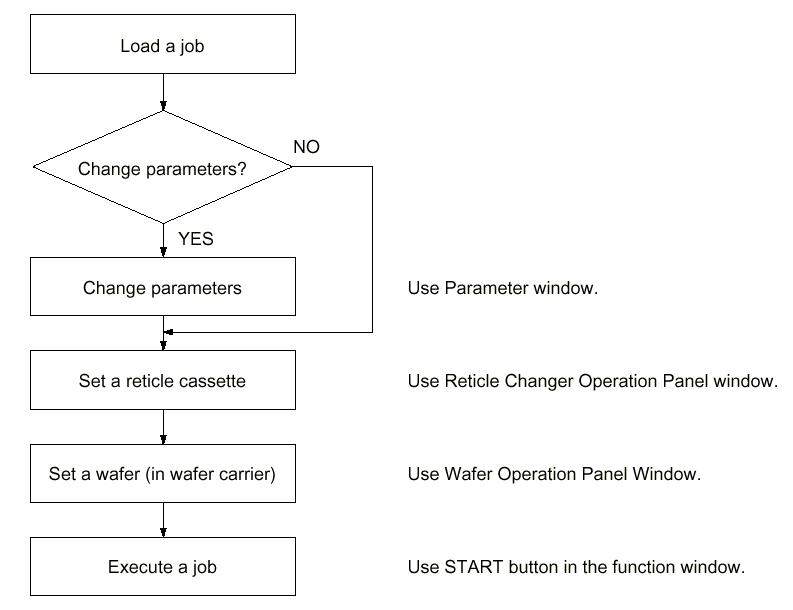 Load a job
NO
Change parameters?
YES
Change parameters
Use Parameter window.
Set a reticle cassette
Use Reticle Changer Operation Panel window.
Set a wafer (in wafer carrier)
Use Wafer Operation Panel Window.
Execute a job
Use START button in the function window.